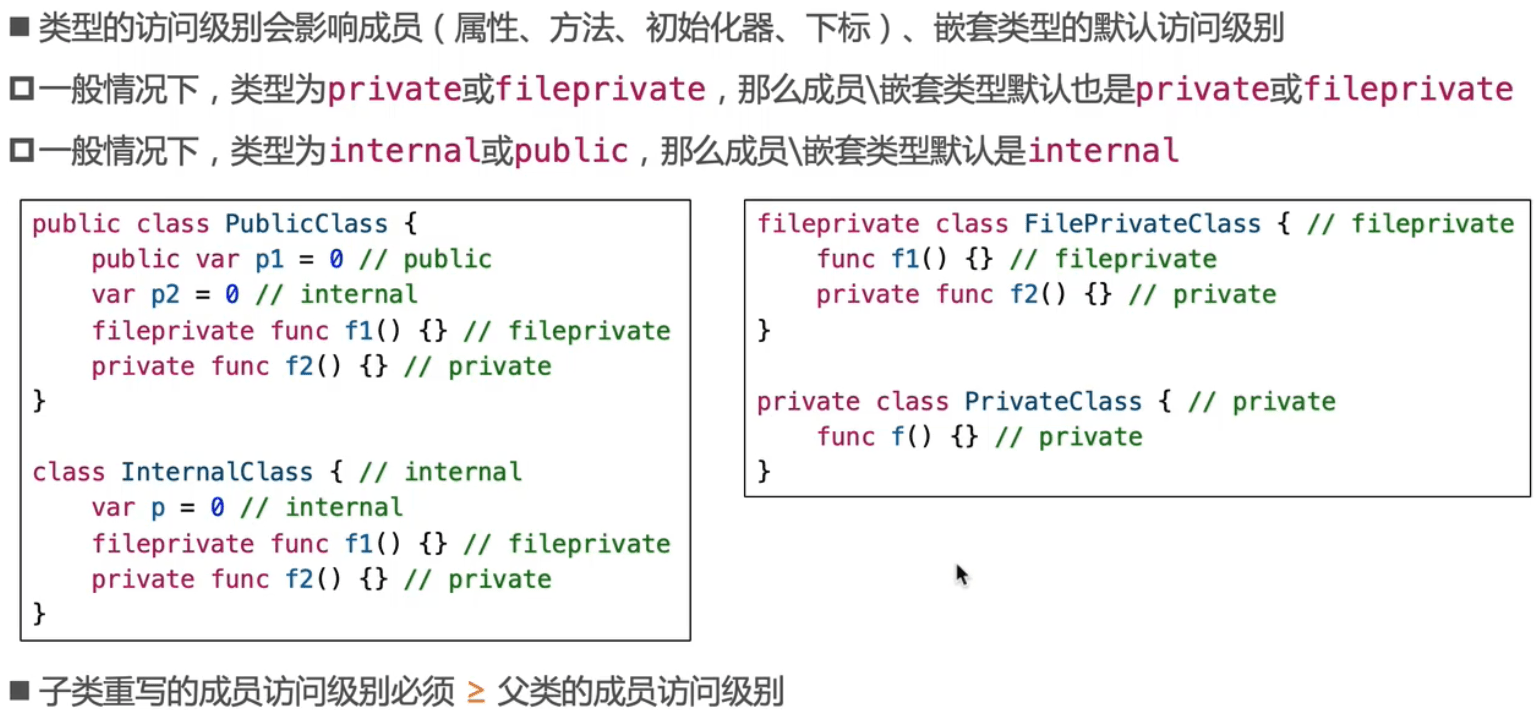 ■ 类型的访问级别会影响成员（属性、方法、初始化器、下标）、嵌套类型的默认访问级别
一般情况下，类型为private或fileprivate，那么成员\嵌套类型默认也是private或fileprivate
一般情况下，类型为internal或public，那么成员\嵌套类型默认是internal
public class PublicClass {
    public var p1 = 0 // public
    var p2 = 0 // internal
    fileprivate func f1() {} // fileprivate
    private func f2() {} // private
}
class InternalClass { // internal
    var p = 0 // internal
    fileprivate func f1() {} // fileprivate
    private func f2() {} // private
}
fileprivate class FilePrivateClass { // fileprivate
    func f1() {} // fileprivate
    private func f2() {} // private
}
private class PrivateClass { // private
    func f() {} // private
}
■ 子类重写的成员访问级别必须 ≥ 父类的成员访问级别